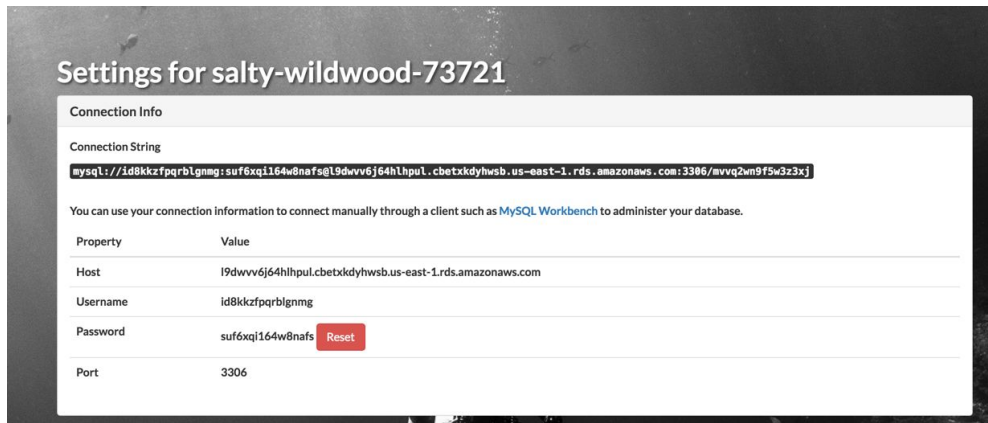 Settings for salty-wildwood-73721
Connection Info
Connection String
mysql://id8kkzfpqrblgnmg:suf6xqi164w8nafs@l9dwvv6j64hlhpul.cbetxkdyhwsb.us-east-1.rds.amazonaws.com:3306/mvvq2wn9f5w3z3xj
You can use your connection information to connect manually through a client such as MySQL Workbench to administer your database.
Property Value
Host l9dwvv6j64hlhpul.cbetxkdyhwsb.us-east-1.rds.amazonaws.com
Username id8kkzfpqrblgnmg
Password suf6xqi164w8nafs Reset
Port 3306